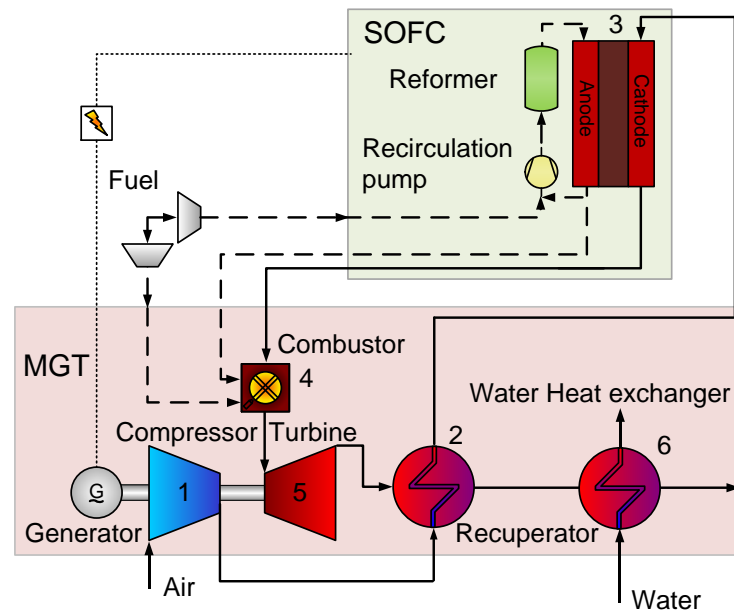 SOFC
3
Reformer
Anode
Cathode
Recirculation
pump
Fuel
MGT
Combustor
4
Water Heat exchanger
Compressor
Turbine
2
6
1
5
G
~
Generator
Recuperator
Air
Water